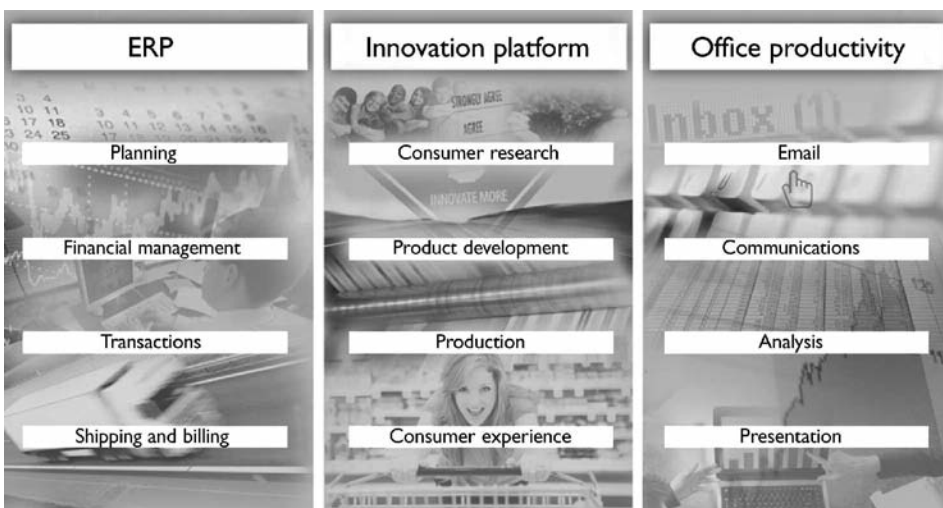 ERP
Planning
Financial management
Transactions
Shipping and billing
Innovation platform
STRONGLY AGREE
AGREE
Consumer research
INNOVATE MORE
Product development
Production
Consumer experience
Office productivity
Inbox (1)
Email
Communications
Analysis
Presentation